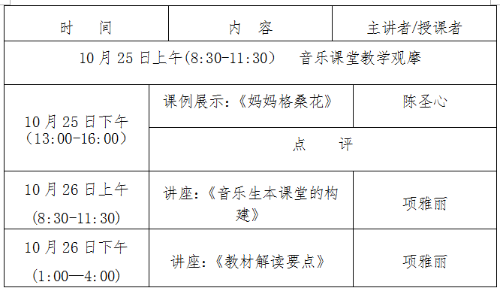 时 间 内 容 主讲者/授课者
10月25日上午(8:30-11:30) 音乐课堂教学观摩
10月25日下午
（13:00-16:00）
课例展示：《妈妈格桑花》 陈圣心
点 评
10月26日上午
(8:30-11:30)
讲座：《音乐生本课堂的构
建》
项雅丽
10月26日下午
(1:00—4:00)
讲座：《教材解读要点》
项雅丽